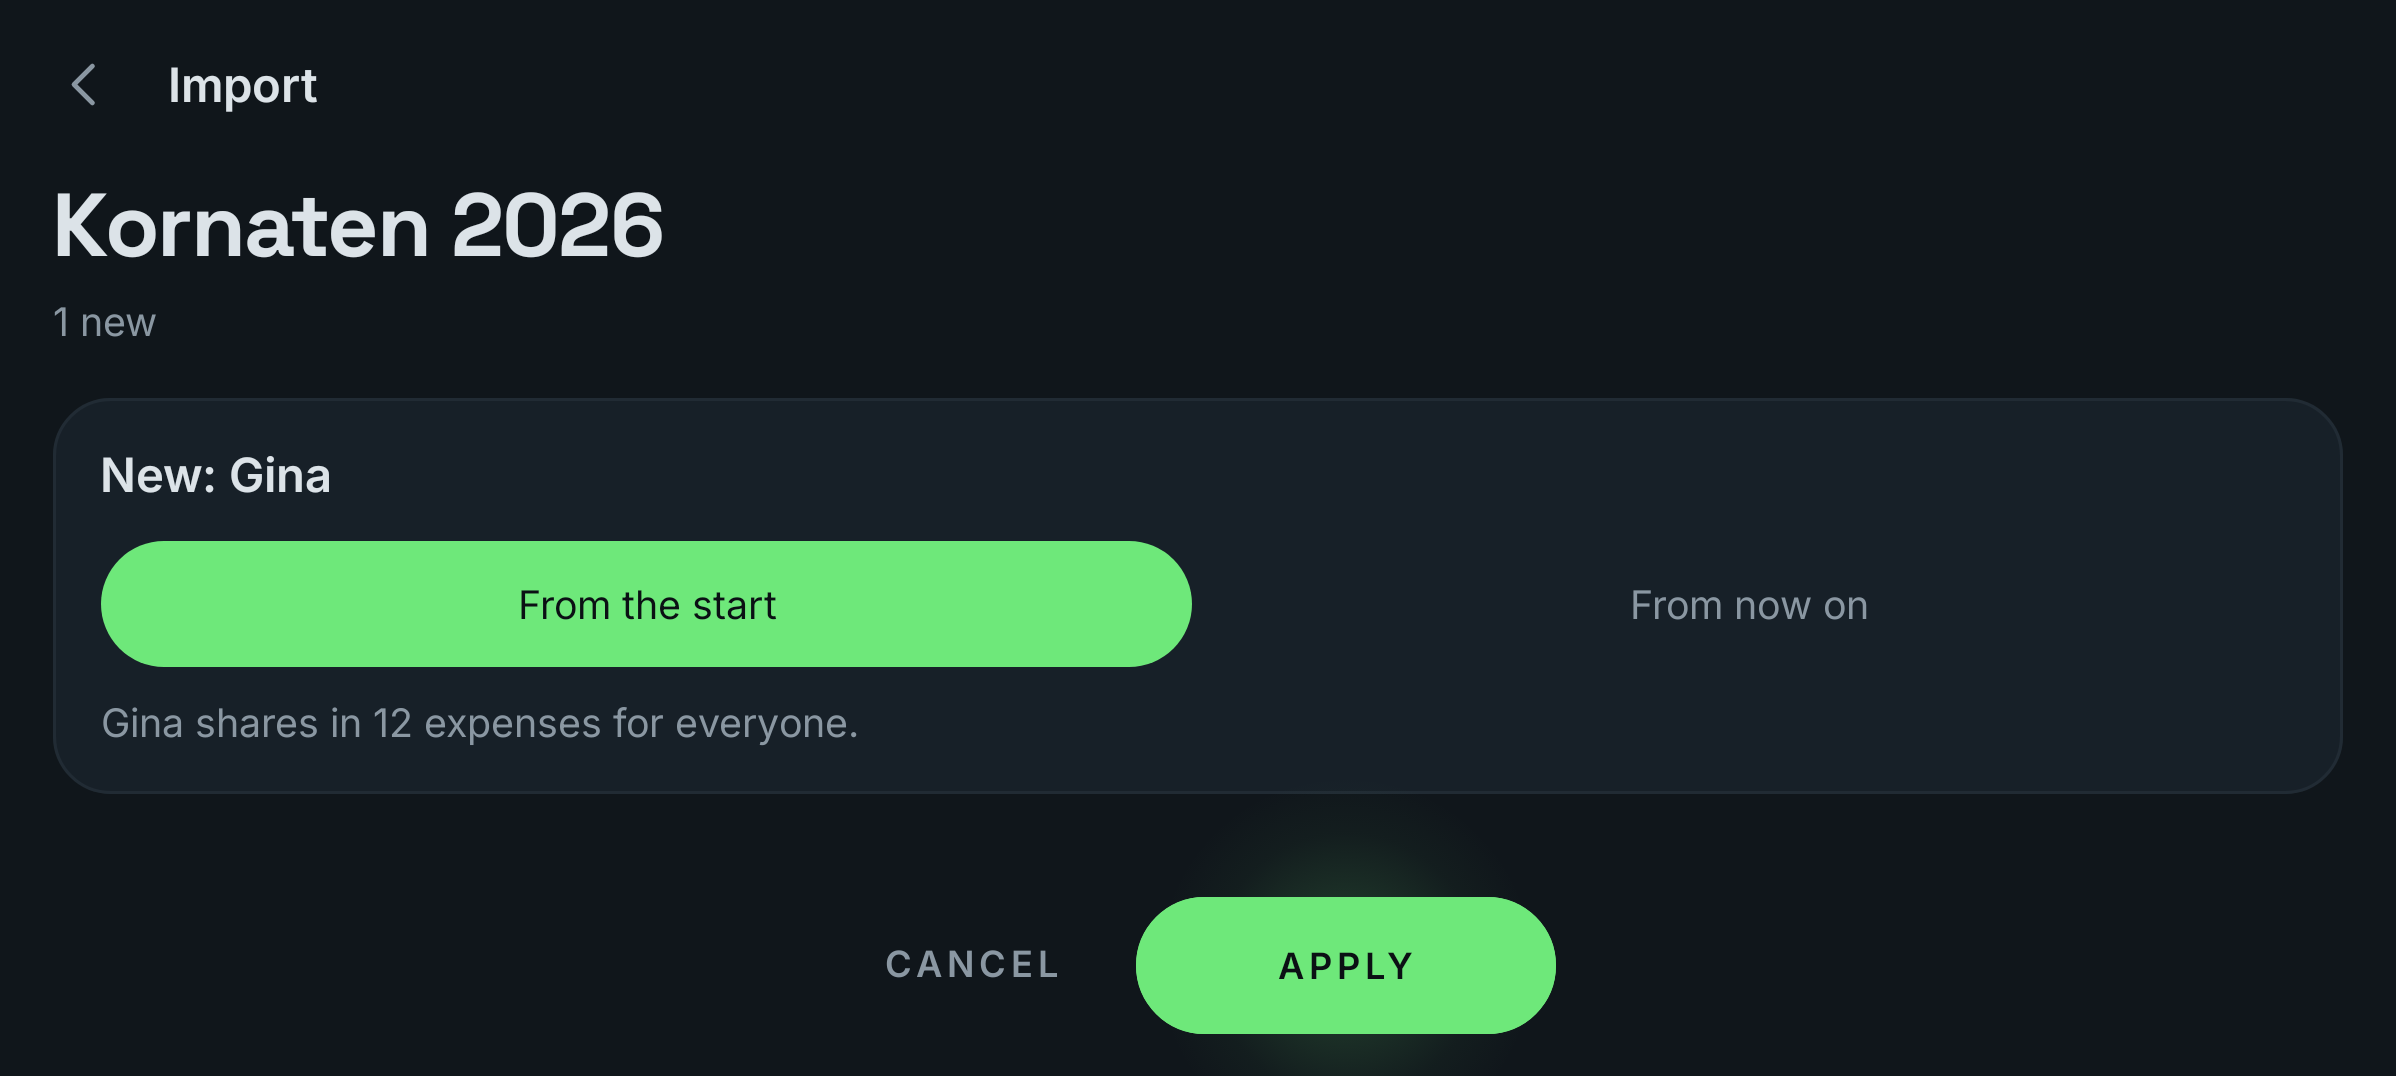 Import
Kornaten 2026
1 new
New: Gina
From the start
From now on
Gina shares in 12 expenses for everyone.
CANCEL
APPLY